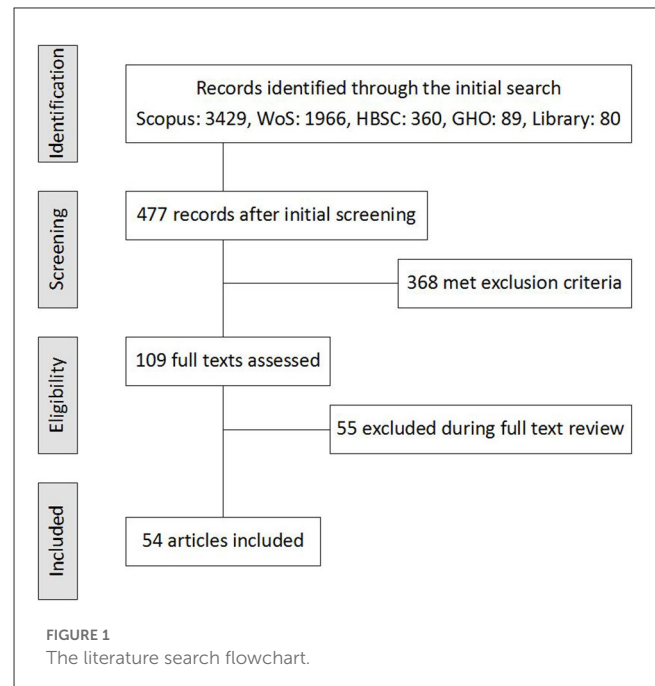 Identification
Records identified through the initial search
Scopus: 3429, WoS: 1966, HBSC: 360, GHO: 89, Library: 80
Screening
477 records after initial screening
368 met exclusion criteria
Eligibility
109 full texts assessed
55 excluded during full text review
Included
54 articles included
FIGURE 1
The literature search flowchart.